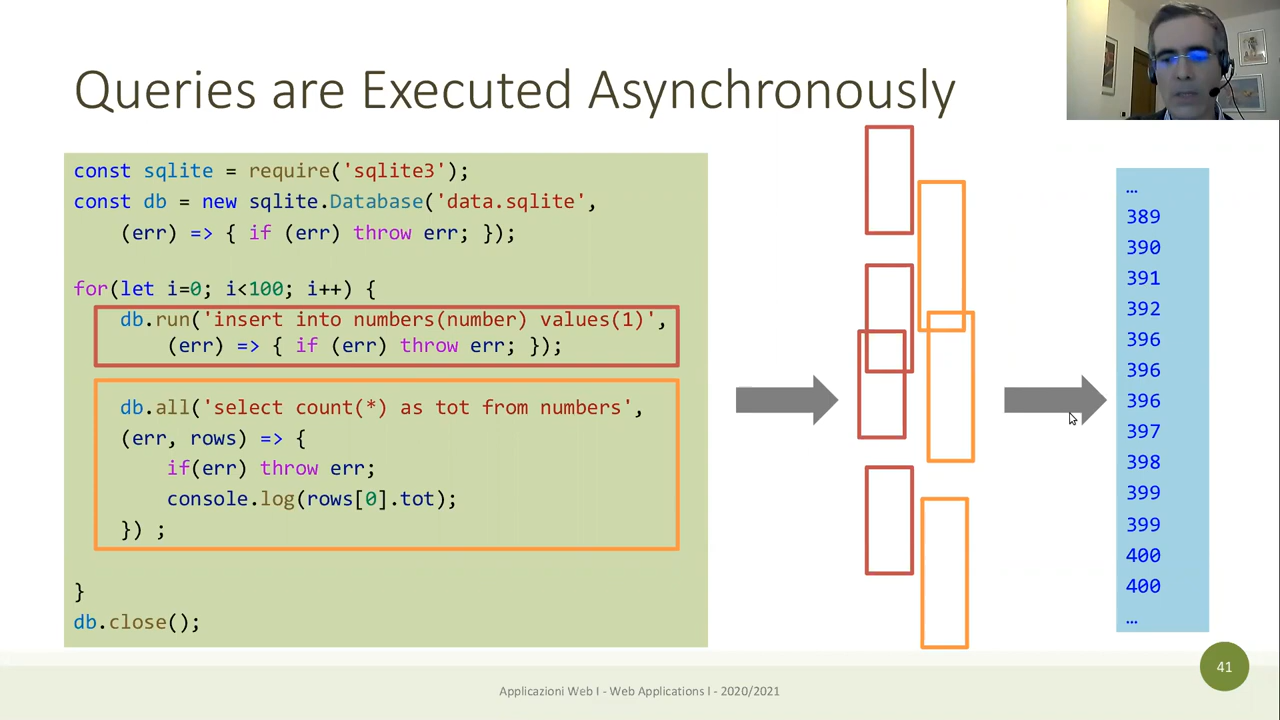 Queries are Executed Asynchronously
const sqlite = require('sqlite3');
const db = new sqlite.Database('data.sqlite',
(err) => { if (err) throw err; });
for(let i=0; i<100; i++) {
db.run('insert into numbers(number) values(1)',
(err) => { if (err) throw err; });
db.all('select count(*) as tot from numbers',
(err, rows) => {
if(err) throw err;
console.log(rows[0].tot);
}) ;
}
db.close();
…
389
390
391
392
396
396
396
397
398
399
399
400
400
…
41
Applicazioni Web I - Web Applications I - 2020/2021